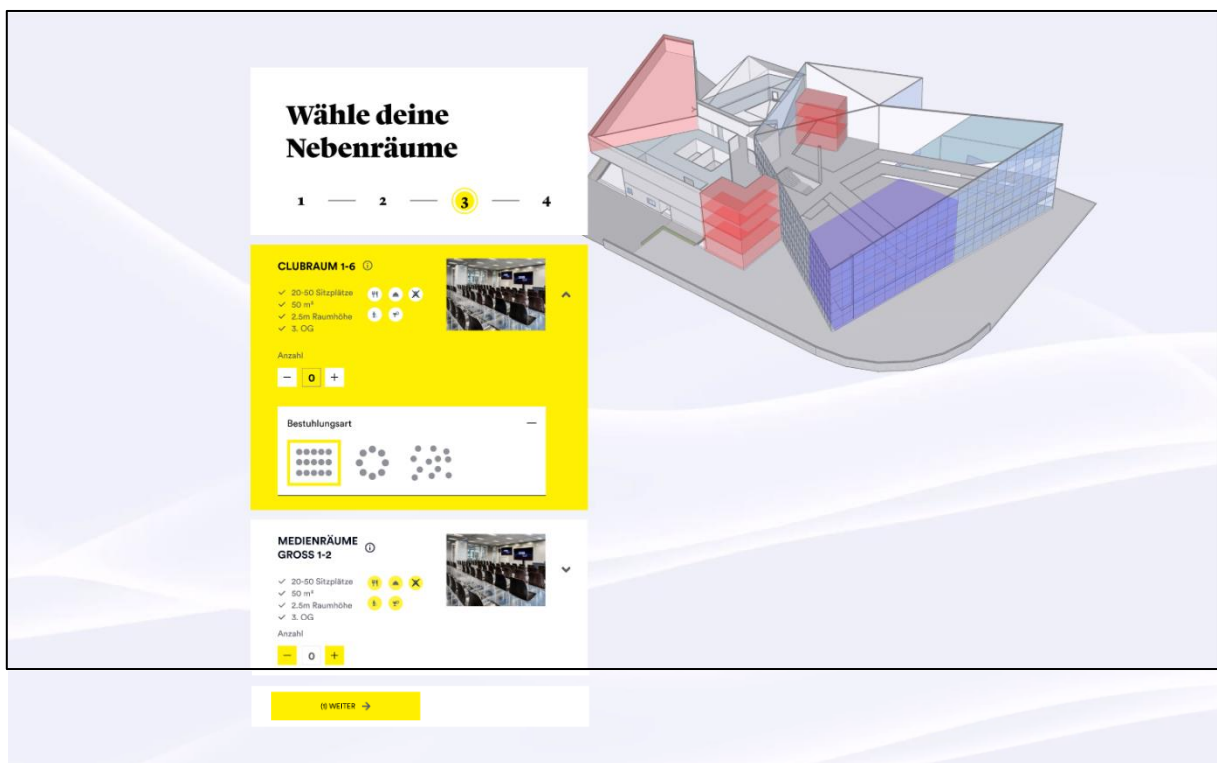 Wähle deine
Nebenräume
1 2 3 4
CLUBRAUM 1-6
20-50 Sitzplätze
50 m²
2.5m Raumhöhe
3. OG
Anzahl
− 0 +
Bestuhlungsart
MEDIENRÄUME
GROSS 1-2
20-50 Sitzplätze
50 m²
2.5m Raumhöhe
3. OG
Anzahl
− 0 +
(1) WEITER →